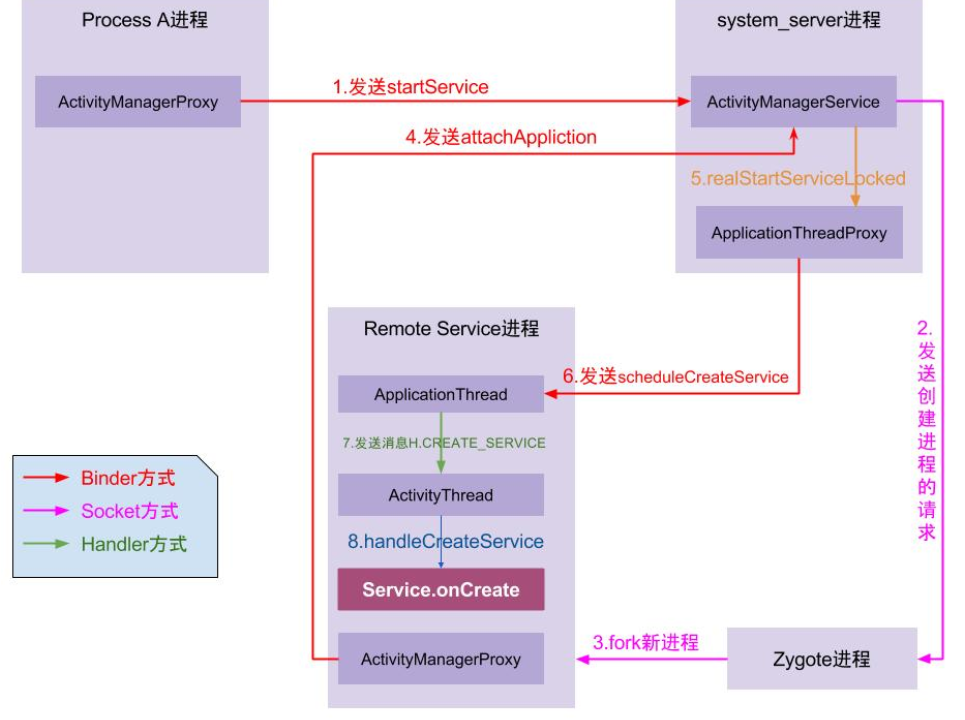 Process A进程
system_server进程
ActivityManagerProxy
1.发送startService
ActivityManagerService
4.发送attachAppliction
5.realStartServiceLocked
ApplicationThreadProxy
2.
发
送
创
建
进
程
的
请
求
Remote Service进程
6.发送scheduleCreateService
ApplicationThread
7.发送消息H.CREATE_SERVICE
ActivityThread
8.handleCreateService
Service.onCreate
ActivityManagerProxy
3.fork新进程
Zygote进程
Binder方式
Socket方式
Handler方式